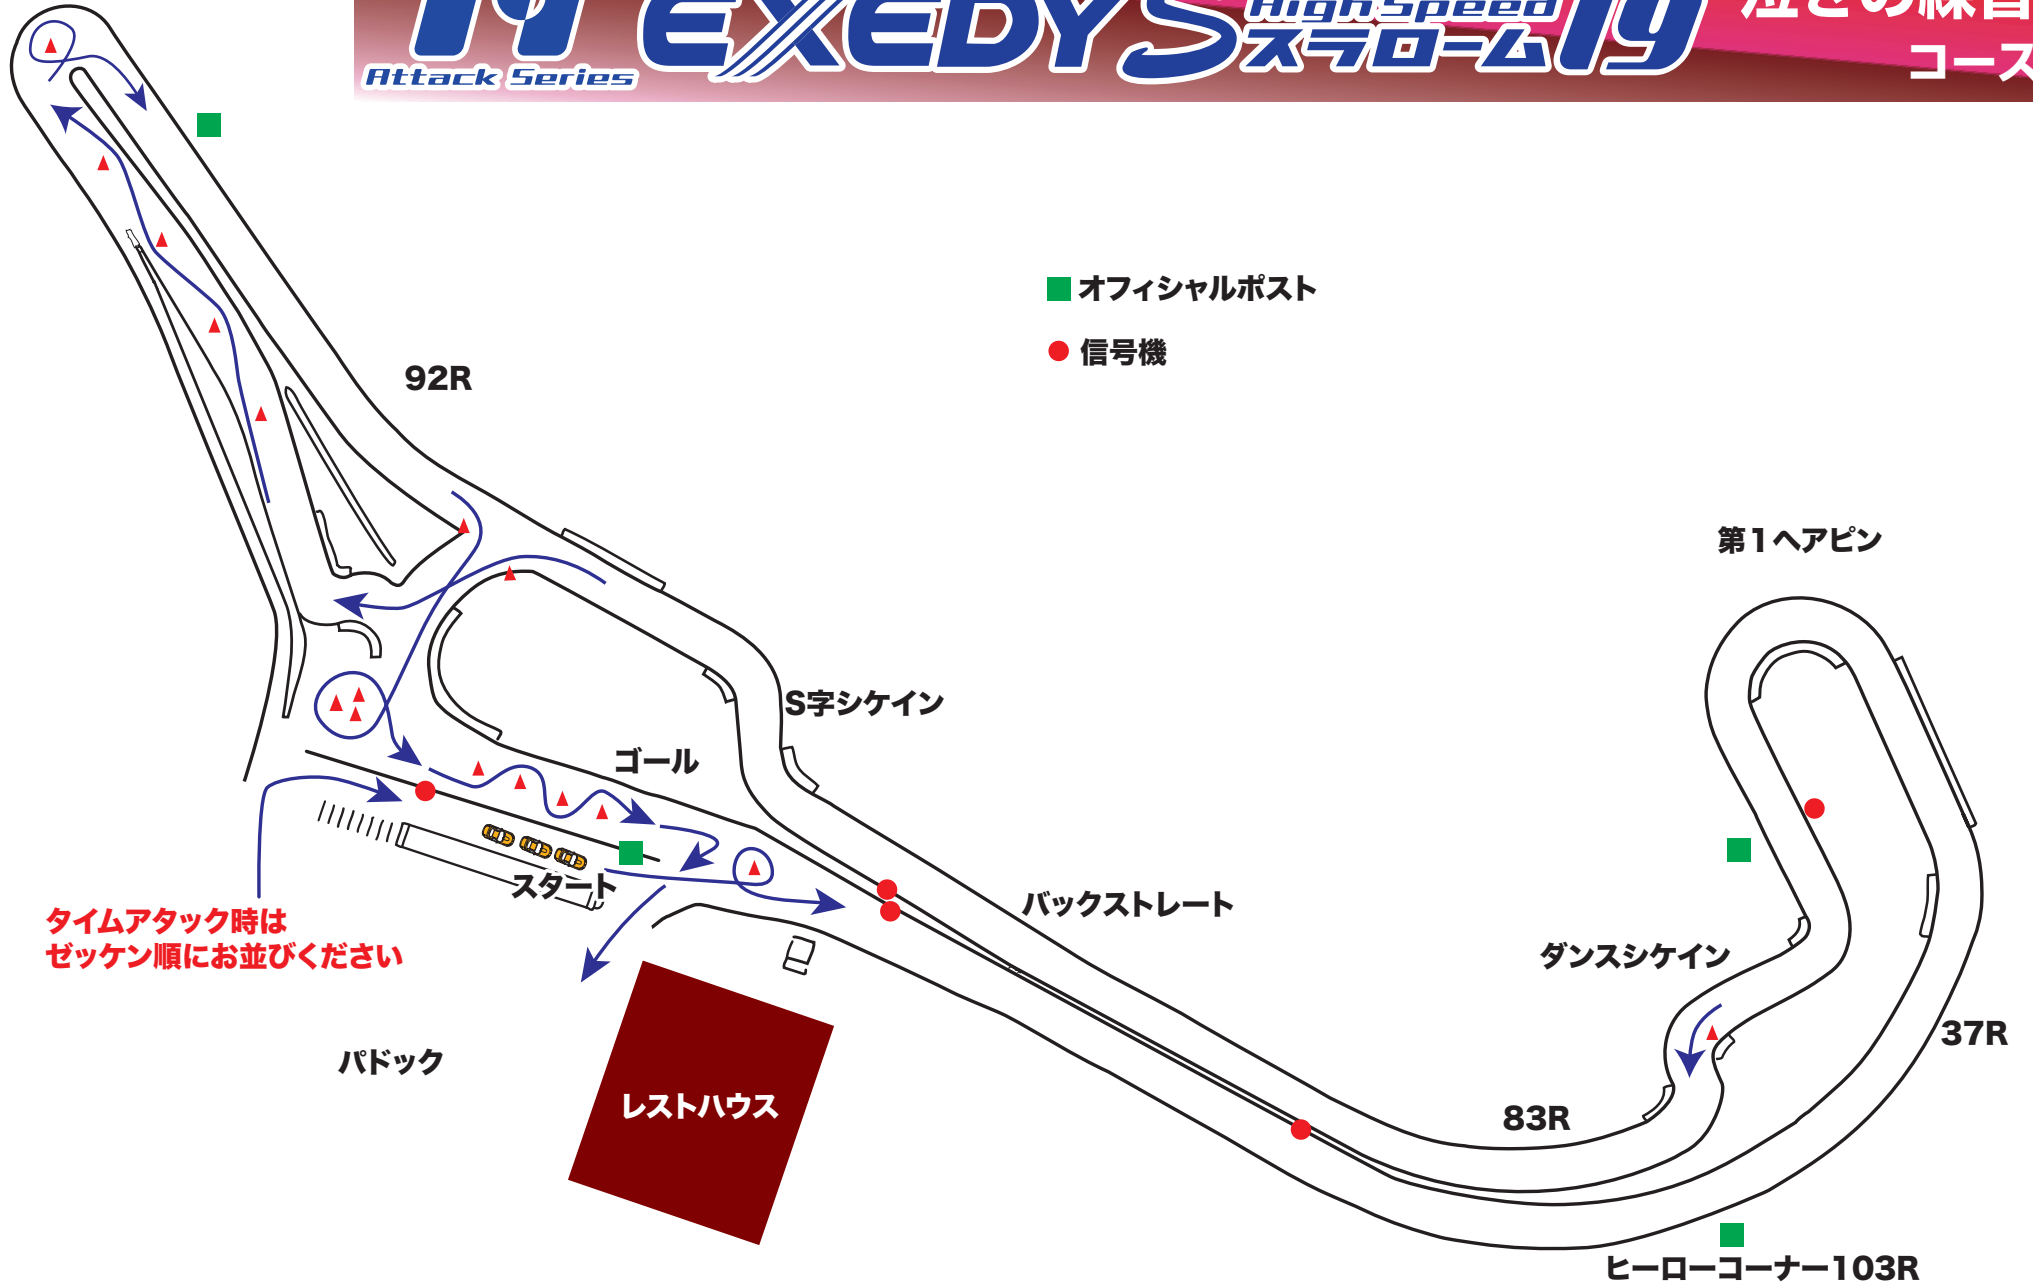 Attack Series
EXEDY High Speed
スラローム
19
コース
92R
オフィシャルポスト
信号機
第1ヘアピン
S字シケイン
ゴール
スタート
バックストレート
タイムアタック時は
ゼッケン順にお並びください
ダンスシケイン
37R
パドック
レストハウス
83R
ヒーローコーナー103R